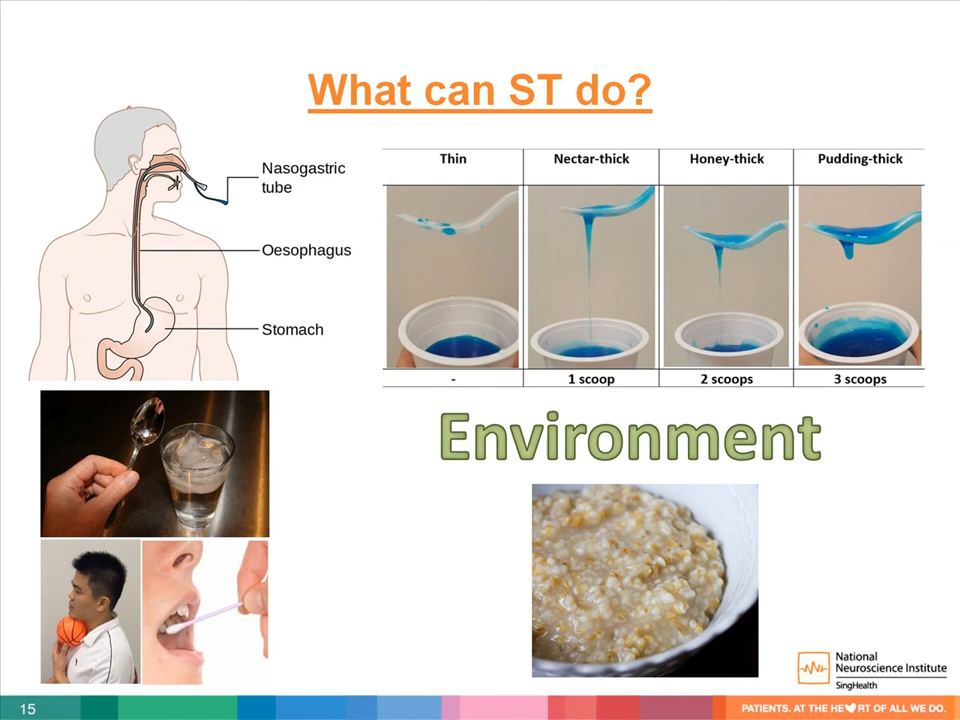 What can ST do?
Nasogastric
tube
Oesophagus
Stomach
Thin Nectar-thick Honey-thick Pudding-thick
- 1 scoop 2 scoops 3 scoops
Environment
National
Neuroscience Institute
SingHealth
15
PATIENTS. AT THE HE♥RT OF ALL WE DO.